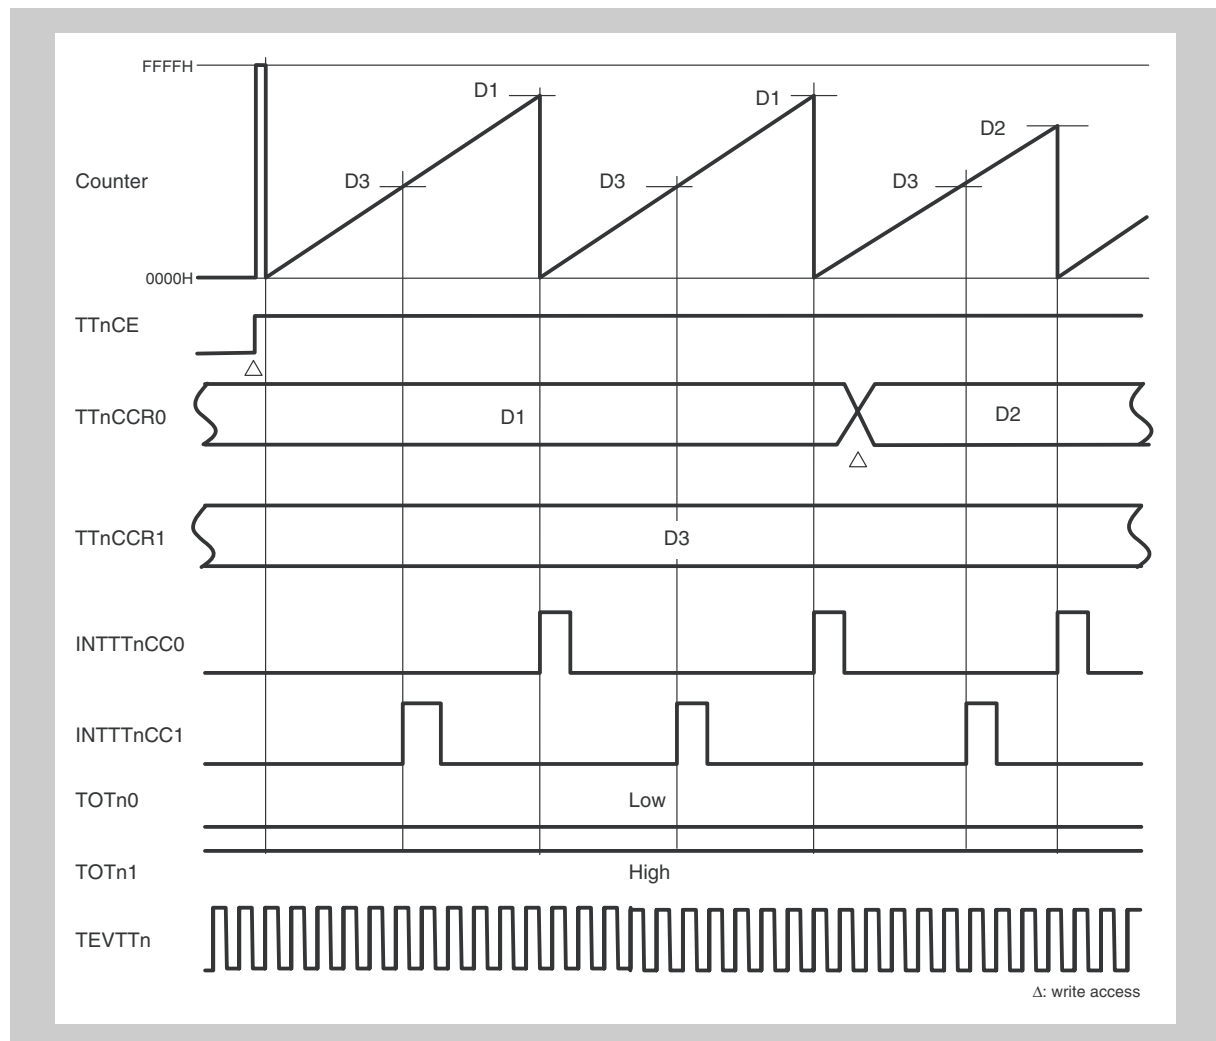 FFFFH
D1
D1
D2
Counter
D3
D3
D3
0000H
TTnCE
Δ
TTnCCR0
D1
D2
Δ
TTnCCR1
D3
INTTTnCC0
INTTTnCC1
TOTn0
Low
TOTn1
High
TEVTTn
Δ: write access